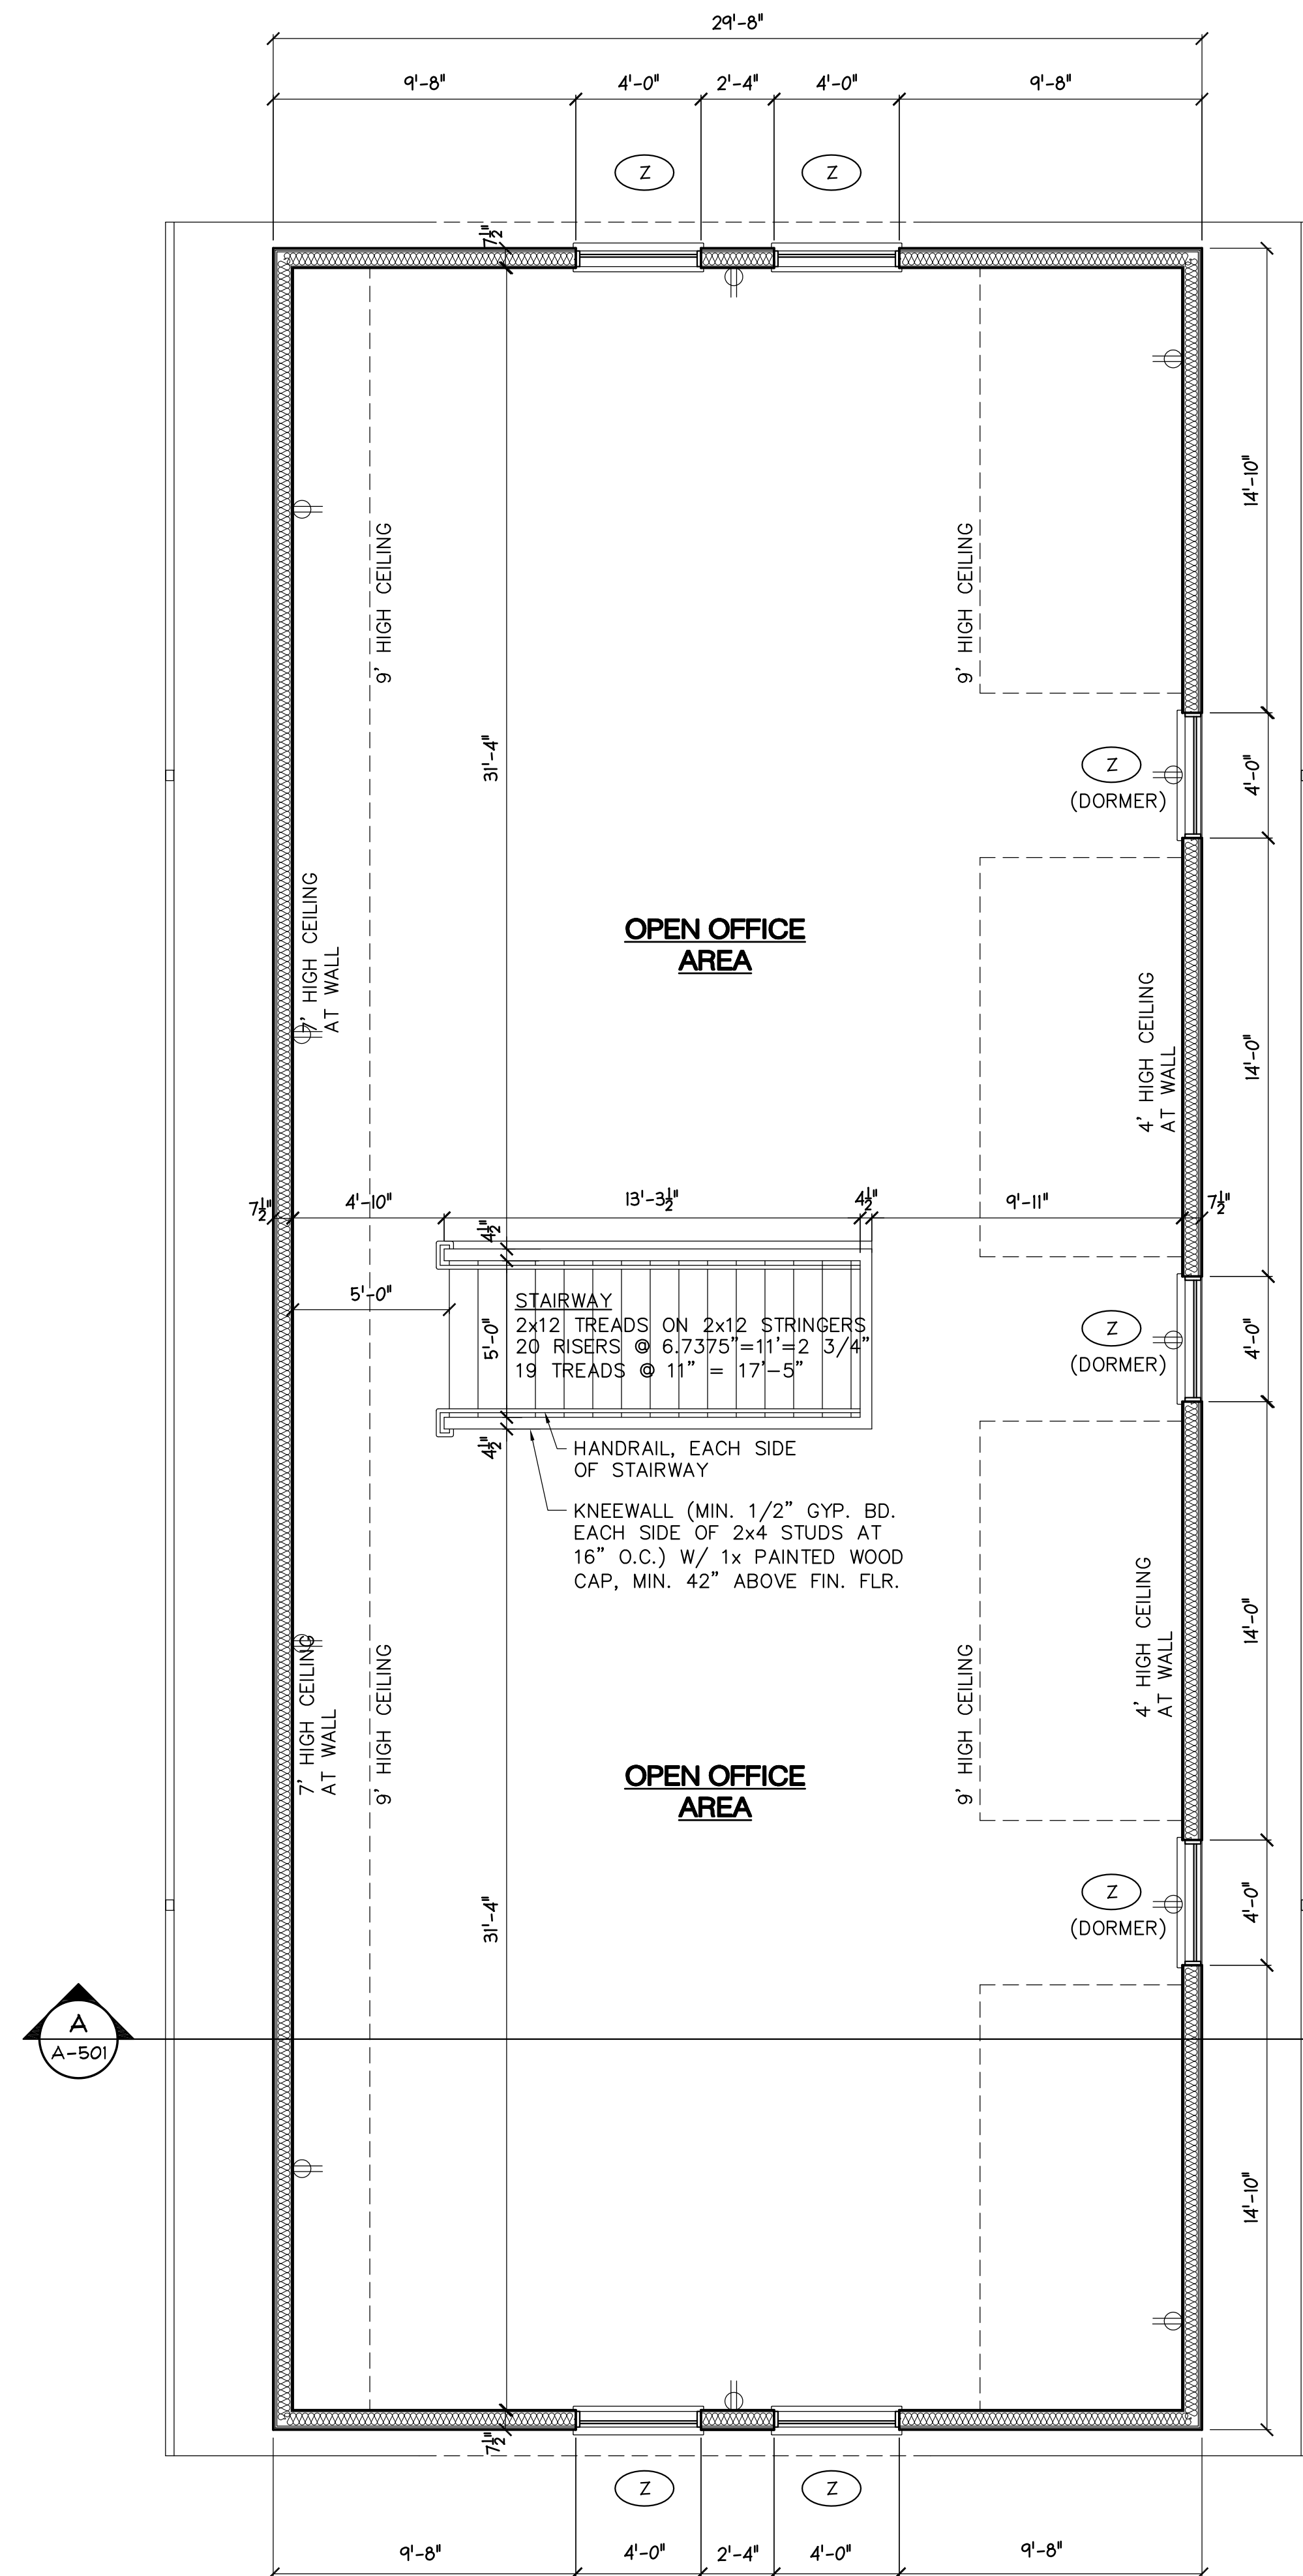 29'-8"
9'-8"
4'-0"
2'-4"
4'-0"
9'-8"
Z
Z
7½"
14'-10"
9' HIGH CEILING
9' HIGH CEILING
31'-4"
Z
(DORMER)
4'-0"
7' HIGH CEILING
AT WALL
OPEN OFFICE
AREA
4' HIGH CEILING
AT WALL
14'-0"
7½"
4'-10"
13'-3½"
4½"
9'-11"
7½"
4½"
5'-0"
5'-0"
STAIRWAY
2x12 TREADS ON 2x12 STRINGERS
20 RISERS @ 6.7375"=11'=2 3/4"
19 TREADS @ 11" = 17'-5"
Z
(DORMER)
4'-0"
4½"
HANDRAIL, EACH SIDE
OF STAIRWAY
KNEEWALL (MIN. 1/2" GYP. BD.
EACH SIDE OF 2x4 STUDS AT
16" O.C.) W/ 1x PAINTED WOOD
CAP, MIN. 42" ABOVE FIN. FLR.
7' HIGH CEILING
AT WALL
9' HIGH CEILING
9' HIGH CEILING
4' HIGH CEILING
AT WALL
14'-0"
OPEN OFFICE
AREA
31'-4"
Z
(DORMER)
4'-0"
A
A-501
14'-10"
7½"
Z
Z
9'-8"
4'-0"
2'-4"
4'-0"
9'-8"